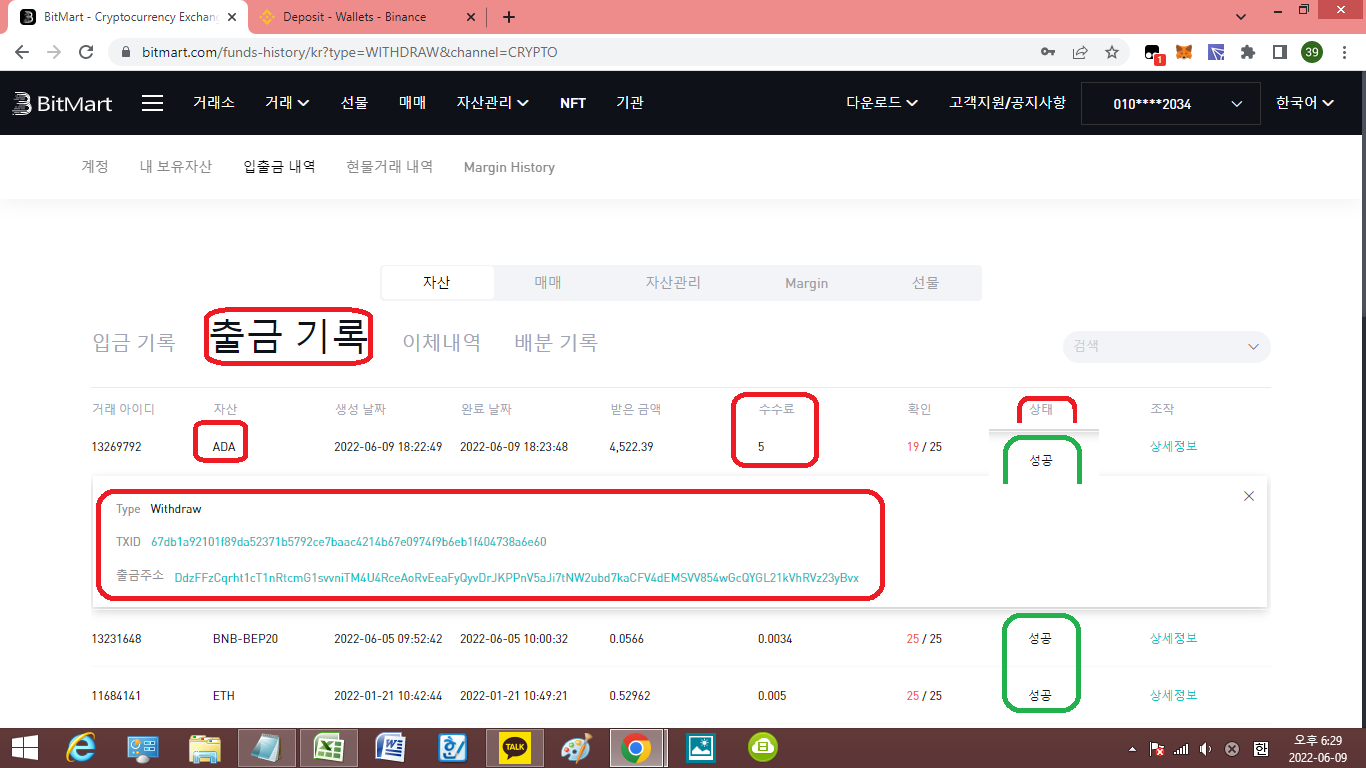 BitMart - Cryptocurrency Exchang
Deposit - Wallets - Binance
bitmart.com/funds-history/kr?type=WITHDRAW&channel=CRYPTO
1
39
BitMart 거래소 거래 선물 매매 자산관리 NFT 기관 다운로드 고객지원/공지사항 010****2034 한국어
계정 내 보유자산 입출금 내역 현물거래 내역 Margin History
자산 매매 자산관리 Margin 선물
입금 기록 출금 기록 이체내역 배분 기록 검색
거래 아이디 자산 생성 날짜 완료 날짜 받은 금액 수수료 확인 상태 조작
13269792 ADA 2022-06-09 18:22:49 2022-06-09 18:23:48 4,522.39 5 19 / 25 성공 상세정보
Type Withdraw
TXID 67db1a92101f89da52371b5792ce7baac4214b67e0974f9b6eb1f404738a6e60
출금주소 DdzFFzCqrht1cT1nRtcmG1svvniTM4U4RceAoRvEeaFyQyvDrJKPPnV5aJi7tNW2ubd7kaCFV4dEMSVV854wGcQYGL21kVhRVz23yBvx
13231648 BNB-BEP20 2022-06-05 09:52:42 2022-06-05 10:00:32 0.0566 0.0034 25 / 25 성공 상세정보
11684141 ETH 2022-01-21 10:42:44 2022-01-21 10:49:21 0.52962 0.005 25 / 25 성공 상세정보
TALK
한
오후 6:29
2022-06-09